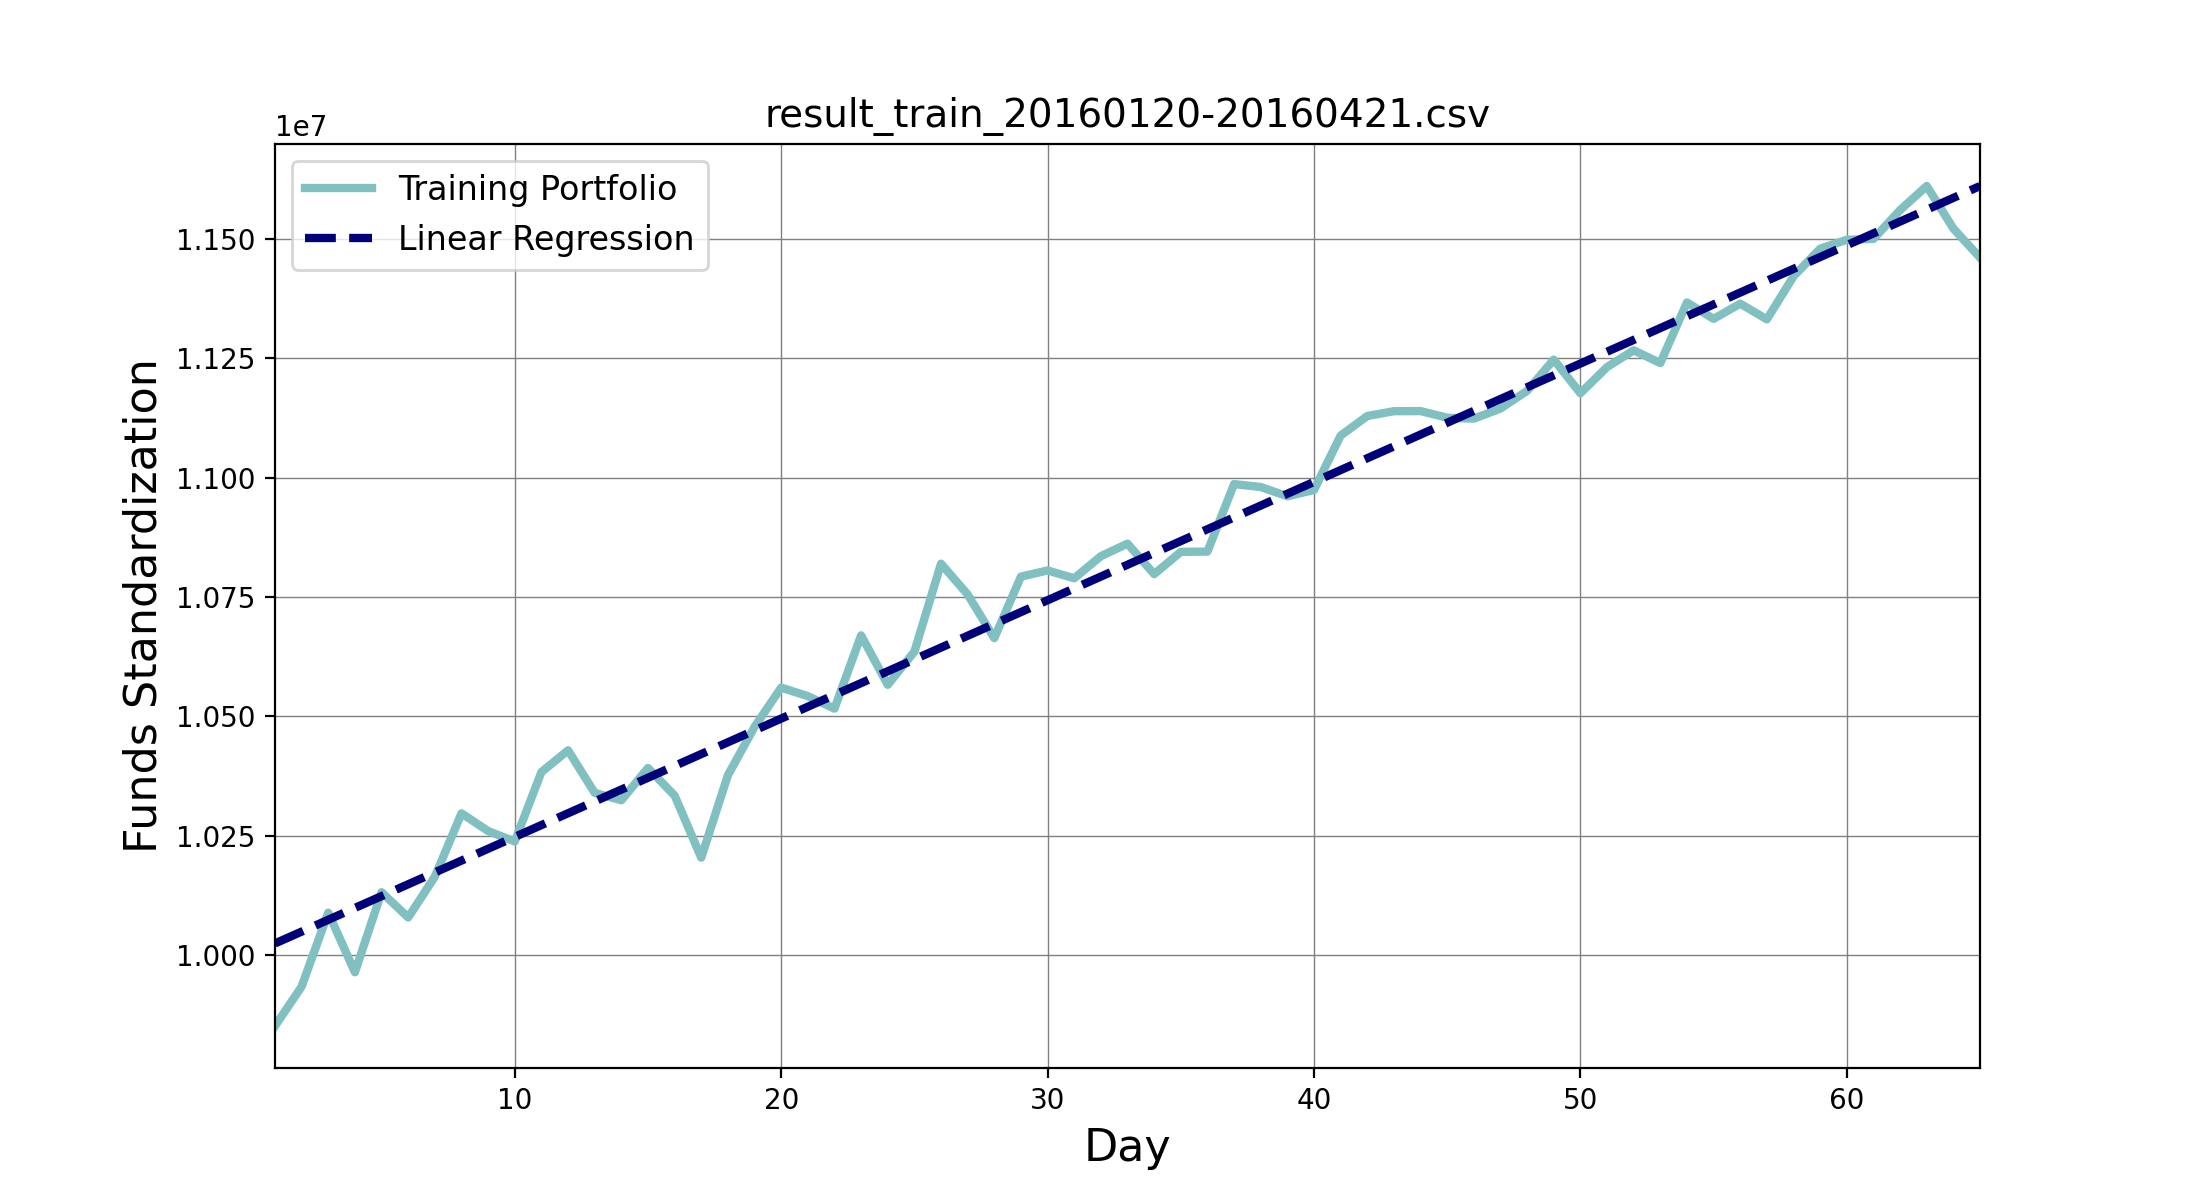 result_train_20160120-20160421.csv
1e7
Training Portfolio
Linear Regression
1.150
1.125
1.100
1.075
1.050
1.025
1.000
Funds Standardization
10 20 30 40 50 60
Day